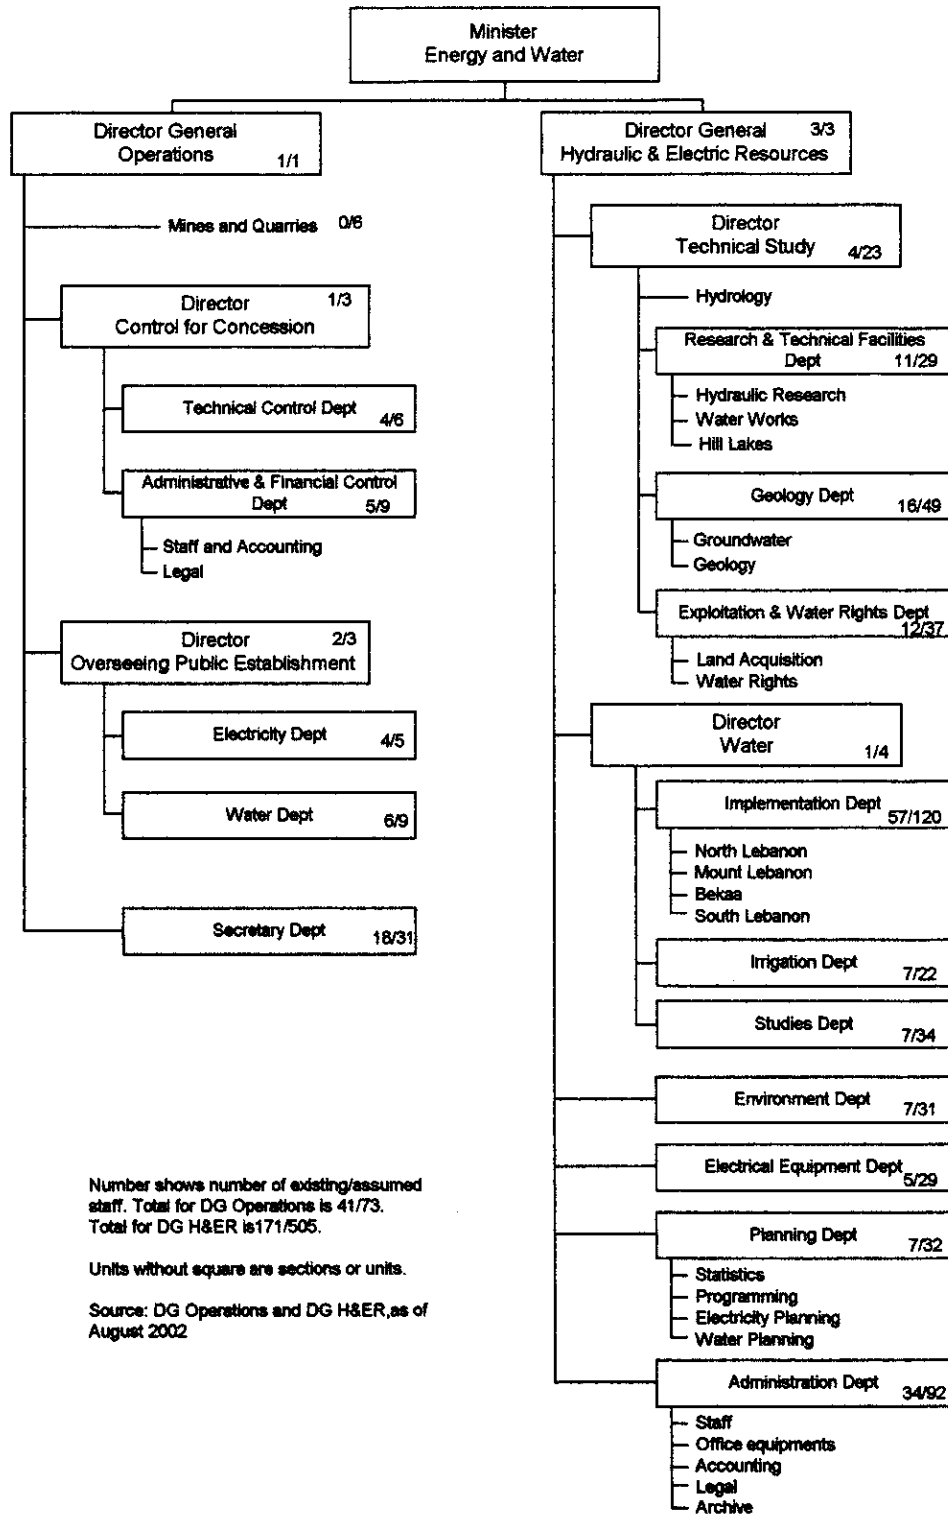 Minister
Energy and Water
Director General
Operations
1/1
Mines and Quarries 0/6
Director 1/3
Control for Concession
Technical Control Dept
4/6
Administrative & Financial Control
Dept 5/9
Staff and Accounting
Legal
Director 2/3
Overseeing Public Establishment
Electricity Dept
4/5
Water Dept
6/9
Secretary Dept
18/31
Director General 3/3
Hydraulic & Electric Resources
Director
Technical Study 4/23
Hydrology
Research & Technical Facilities
Dept 11/29
Hydraulic Research
Water Works
Hill Lakes
Geology Dept
16/49
Groundwater
Geology
Exploitation & Water Rights Dept
12/37
Land Acquisition
Water Rights
Director
Water 1/4
Implementation Dept
57/120
North Lebanon
Mount Lebanon
Bekaa
South Lebanon
Irrigation Dept
7/22
Studies Dept
7/34
Environment Dept
7/31
Electrical Equipment Dept
5/29
Planning Dept
7/32
Statistics
Programming
Electricity Planning
Water Planning
Administration Dept
34/92
Staff
Office equipments
Accounting
Legal
Archive
Number shows number of existing/assumed
staff. Total for DG Operations is 41/73.
Total for DG H&ER is171/505.
Units without square are sections or units.
Source: DG Operations and DG H&ER,as of
August 2002